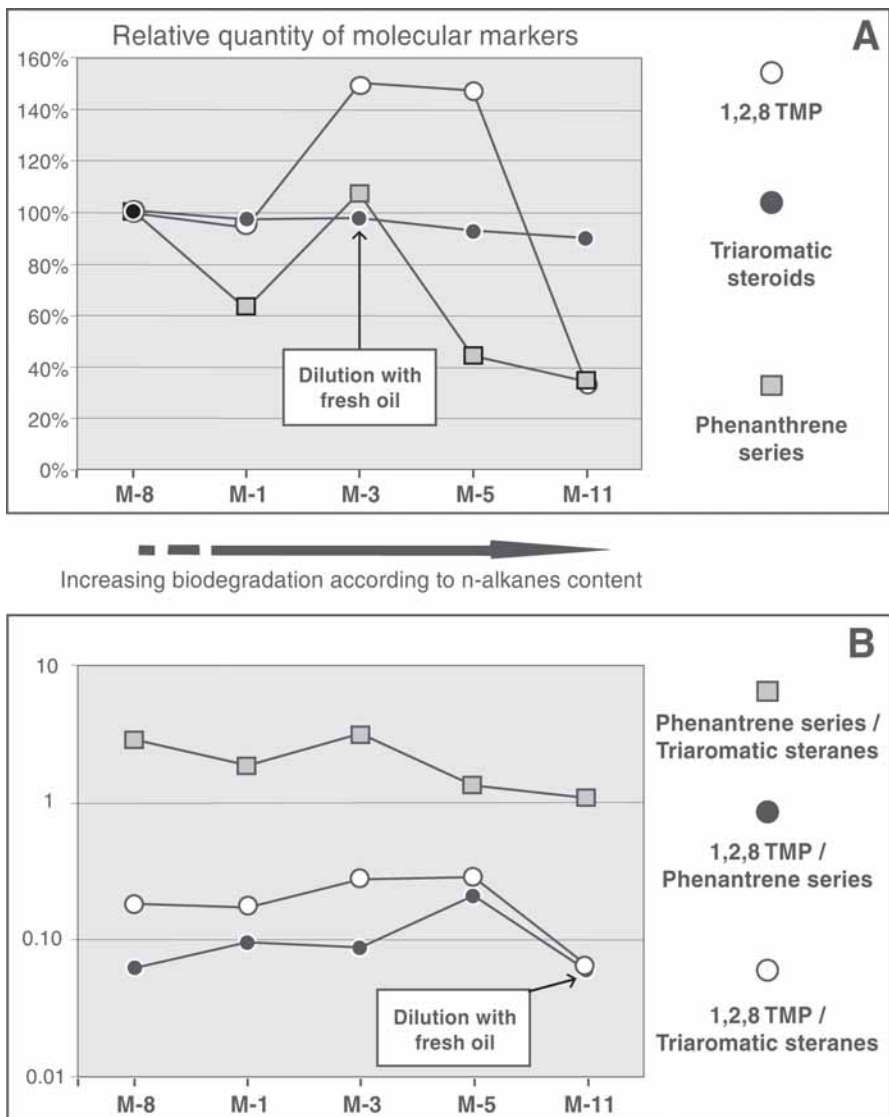 Relative quantity of molecular markers
A
160%
140%
120%
100%
80%
60%
40%
20%
0%
Dilution with
fresh oil
M-8
M-1
M-3
M-5
M-11
1,2,8 TMP
Triaromatic
steroids
Phenanthrene
series
Increasing biodegradation according to n-alkanes content
B
10
1
0.10
0.01
Dilution with
fresh oil
M-8
M-1
M-3
M-5
M-11
Phenantrene series /
Triaromatic steranes
1,2,8 TMP /
Phenantrene series
1,2,8 TMP /
Triaromatic steranes